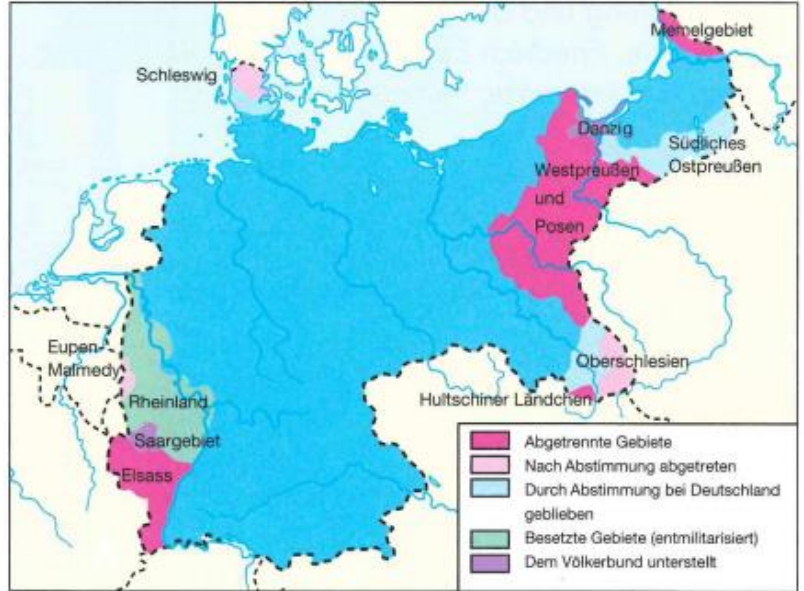 Memelgebiet
Schleswig
Danzig
Südliches
Ostpreußen
Westpreußen
und
Posen
Eupen-
Malmedy
Oberschlesien
Rheinland
Hultschiner Ländchen
Saargebiet
Elsass
Abgetrennte Gebiete
Nach Abstimmung abgetreten
Durch Abstimmung bei Deutschland
geblieben
Besetzte Gebiete (entmilitarisiert)
Dem Völkerbund unterstellt